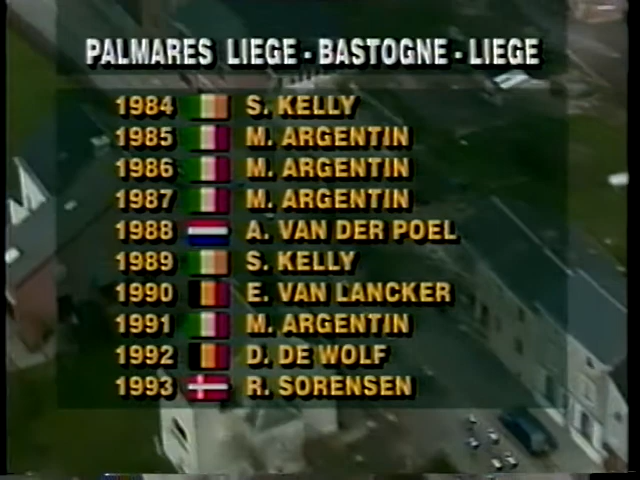 PALMARES LIEGE - BASTOGNE - LIEGE
1984 S. KELLY
1985 M. ARGENTIN
1986 M. ARGENTIN
1987 M. ARGENTIN
1988 A. VAN DER POEL
1989 S. KELLY
1990 E. VAN LANCKER
1991 M. ARGENTIN
1992 D. DE WOLF
1993 R. SORENSEN